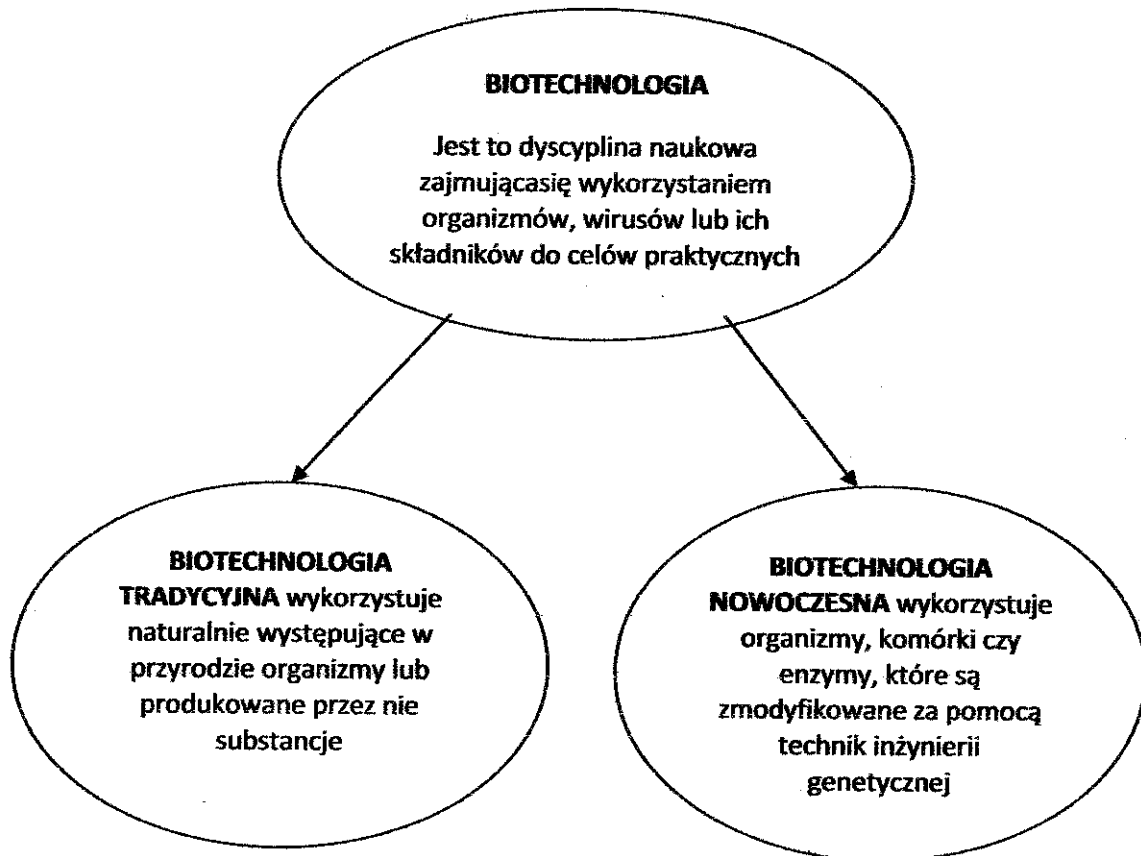 BIOTECHNOLOGIA
Jest to dyscyplina naukowa
zajmującasię wykorzystaniem
organizmów, wirusów lub ich
składników do celów praktycznych
BIOTECHNOLOGIA
TRADYCYJNA wykorzystuje
naturalnie występujące w
przyrodzie organizmy lub
produkowane przez nie
substancje
BIOTECHNOLOGIA
NOWOCZESNA wykorzystuje
organizmy, komórki czy
enzymy, które są
zmodyfikowane za pomocą
technik inżynierii
genetycznej